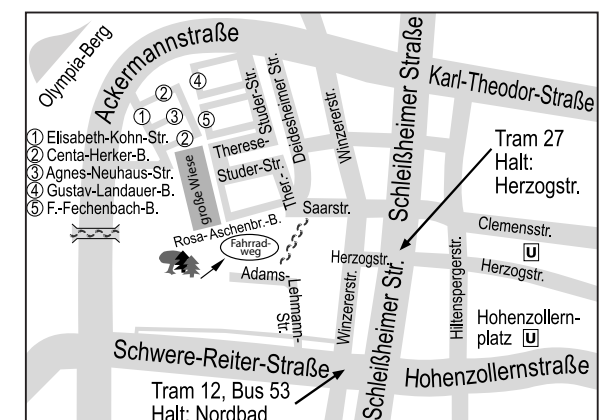 Olympia-Berg
Ackermannstraße
Schleißheimer Straße
Karl-Theodor-Straße
④
②
① ③ ⑤
②
① Elisabeth-Kohn-Str.
② Centa-Herker-B.
③ Agnes-Neuhaus-Str.
④ Gustav-Landauer-B.
⑤ F.-Fechenbach-B.
Therese-
Studer-Str.
Studer-Str.
Deidesheimer Str.
Winzererstr.
Tram 27
Halt:
Herzogstr.
große Wiese
Ther.-
Saarstr.
Rosa-Aschenbr.-B.
Fahrrad-
weg
Adams-
Lehmann-
Str.
Herzogstr.
Winzererstr.
Schleißheimer Str.
Hiltenspergerstr.
Clemensstr.
U
Herzogstr.
Hohenzollern-
platz U
Schwere-Reiter-Straße
Hohenzollernstraße
Tram 12, Bus 53
Halt: Nordbad